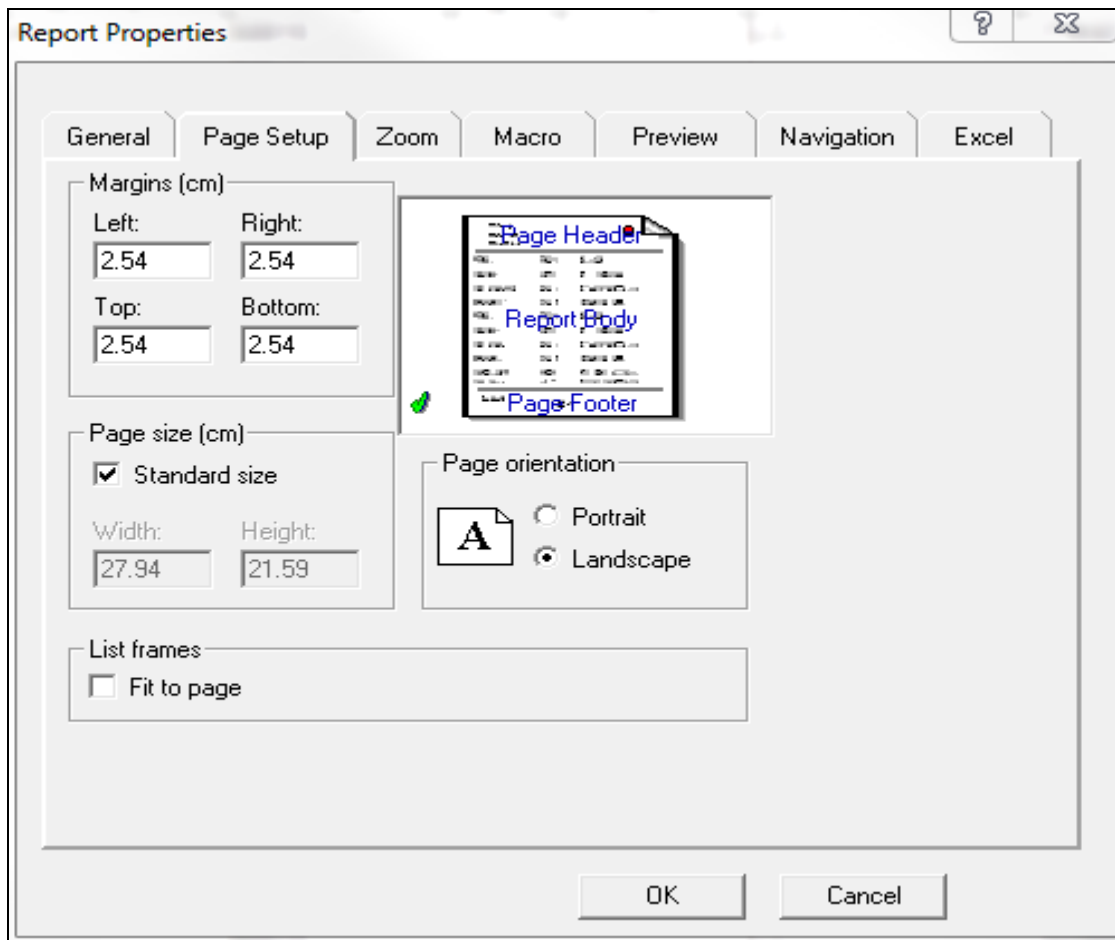 Report Properties
General Page Setup Zoom Macro Preview Navigation Excel
Margins (cm)
Left: Right:
2.54 2.54
Top: Bottom:
2.54 2.54
Page Header
Report Body
Page Footer
Page size (cm)
Standard size
Width: Height:
27.94 21.59
Page orientation
A
Portrait
Landscape
List frames
Fit to page
OK Cancel